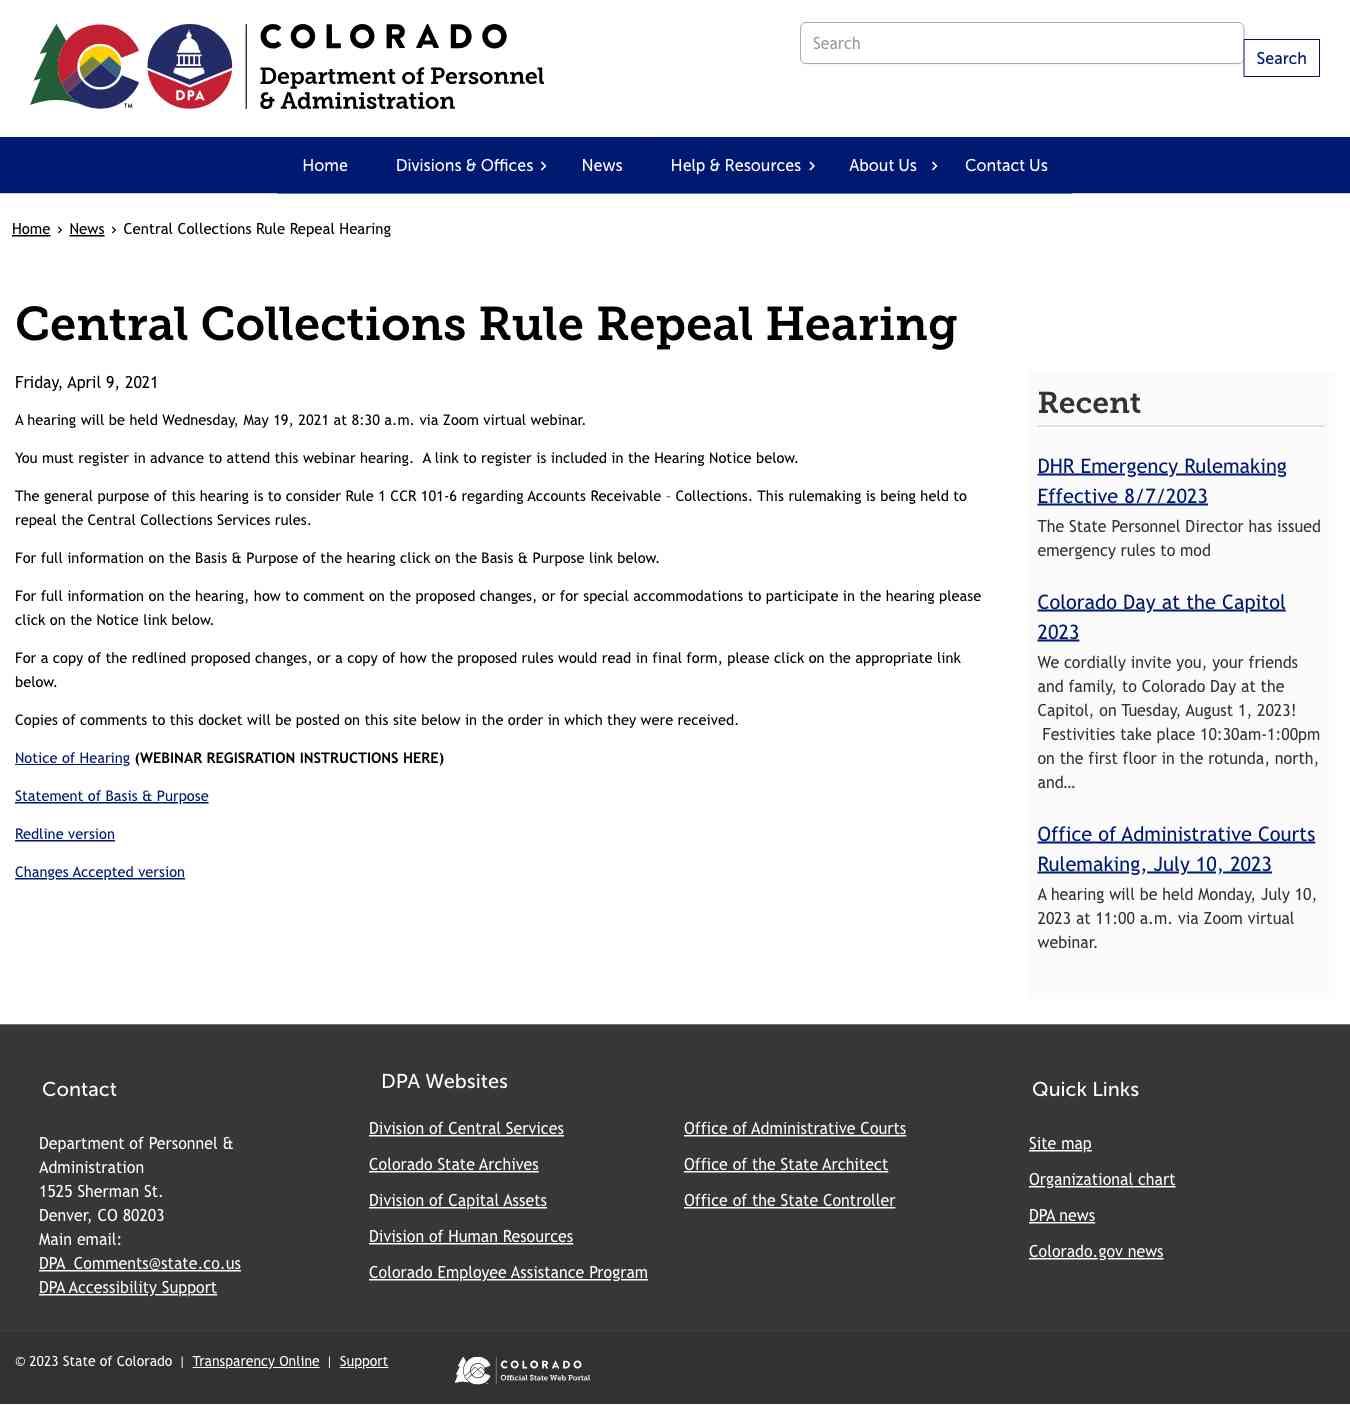 COLORADO
Department of Personnel
& Administration
DPA
TM
Search
Search
Home
Divisions & Offices
News
Help & Resources
About Us
Contact Us
Home › News › Central Collections Rule Repeal Hearing
Central Collections Rule Repeal Hearing
Friday, April 9, 2021
A hearing will be held Wednesday, May 19, 2021 at 8:30 a.m. via Zoom virtual webinar.
You must register in advance to attend this webinar hearing.  A link to register is included in the Hearing Notice below.
The general purpose of this hearing is to consider Rule 1 CCR 101-6 regarding Accounts Receivable – Collections. This rulemaking is being held to
repeal the Central Collections Services rules.
For full information on the Basis & Purpose of the hearing click on the Basis & Purpose link below.
For full information on the hearing, how to comment on the proposed changes, or for special accommodations to participate in the hearing please
click on the Notice link below.
For a copy of the redlined proposed changes, or a copy of how the proposed rules would read in final form, please click on the appropriate link
below.
Copies of comments to this docket will be posted on this site below in the order in which they were received.
Notice of Hearing (WEBINAR REGISRATION INSTRUCTIONS HERE)
Statement of Basis & Purpose
Redline version
Changes Accepted version
Recent
DHR Emergency Rulemaking
Effective 8/7/2023
The State Personnel Director has issued
emergency rules to mod
Colorado Day at the Capitol
2023
We cordially invite you, your friends
and family, to Colorado Day at the
Capitol, on Tuesday, August 1, 2023!
Festivities take place 10:30am-1:00pm
on the first floor in the rotunda, north,
and…
Office of Administrative Courts
Rulemaking, July 10, 2023
A hearing will be held Monday, July 10,
2023 at 11:00 a.m. via Zoom virtual
webinar.
Contact
Department of Personnel &
Administration
1525 Sherman St.
Denver, CO 80203
Main email:
DPA_Comments@state.co.us
DPA Accessibility Support
DPA Websites
Division of Central Services
Colorado State Archives
Division of Capital Assets
Division of Human Resources
Colorado Employee Assistance Program
Office of Administrative Courts
Office of the State Architect
Office of the State Controller
Quick Links
Site map
Organizational chart
DPA news
Colorado.gov news
© 2023 State of Colorado | Transparency Online | Support
COLORADO
Official State Web Portal